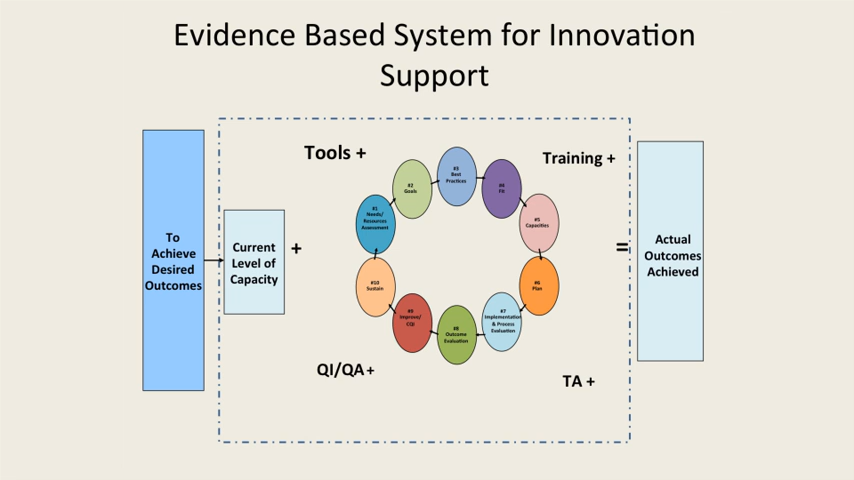 Evidence Based System for Innovation
Support
To
Achieve
Desired
Outcomes
Current
Level of
Capacity
+
Tools +
Training +
QI/QA+
TA +
#1
Needs/
Resources
Assessment
#2
Goals
#3
Best
Practices
#4
Fit
#5
Capacities
#6
Plan
#7
Implementation
& Process
Evaluation
#8
Outcome
Evaluation
#9
Improve/
CQI
#10
Sustain
=
Actual
Outcomes
Achieved